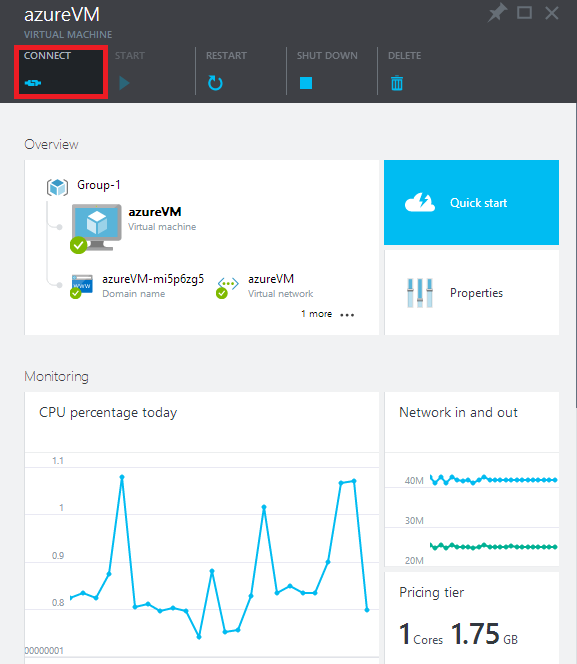 azureVM
VIRTUAL MACHINE
CONNECT START RESTART SHUT DOWN DELETE
Overview
Group-1
azureVM
Virtual machine
azureVM-mi5p6zg5 azureVM
Domain name Virtual network
1 more ...
Quick start
Properties
Monitoring
CPU percentage today
1.1
1
0.9
0.8
00000001
Network in and out
40M
30M
20M
Pricing tier
1 Cores 1.75 GB